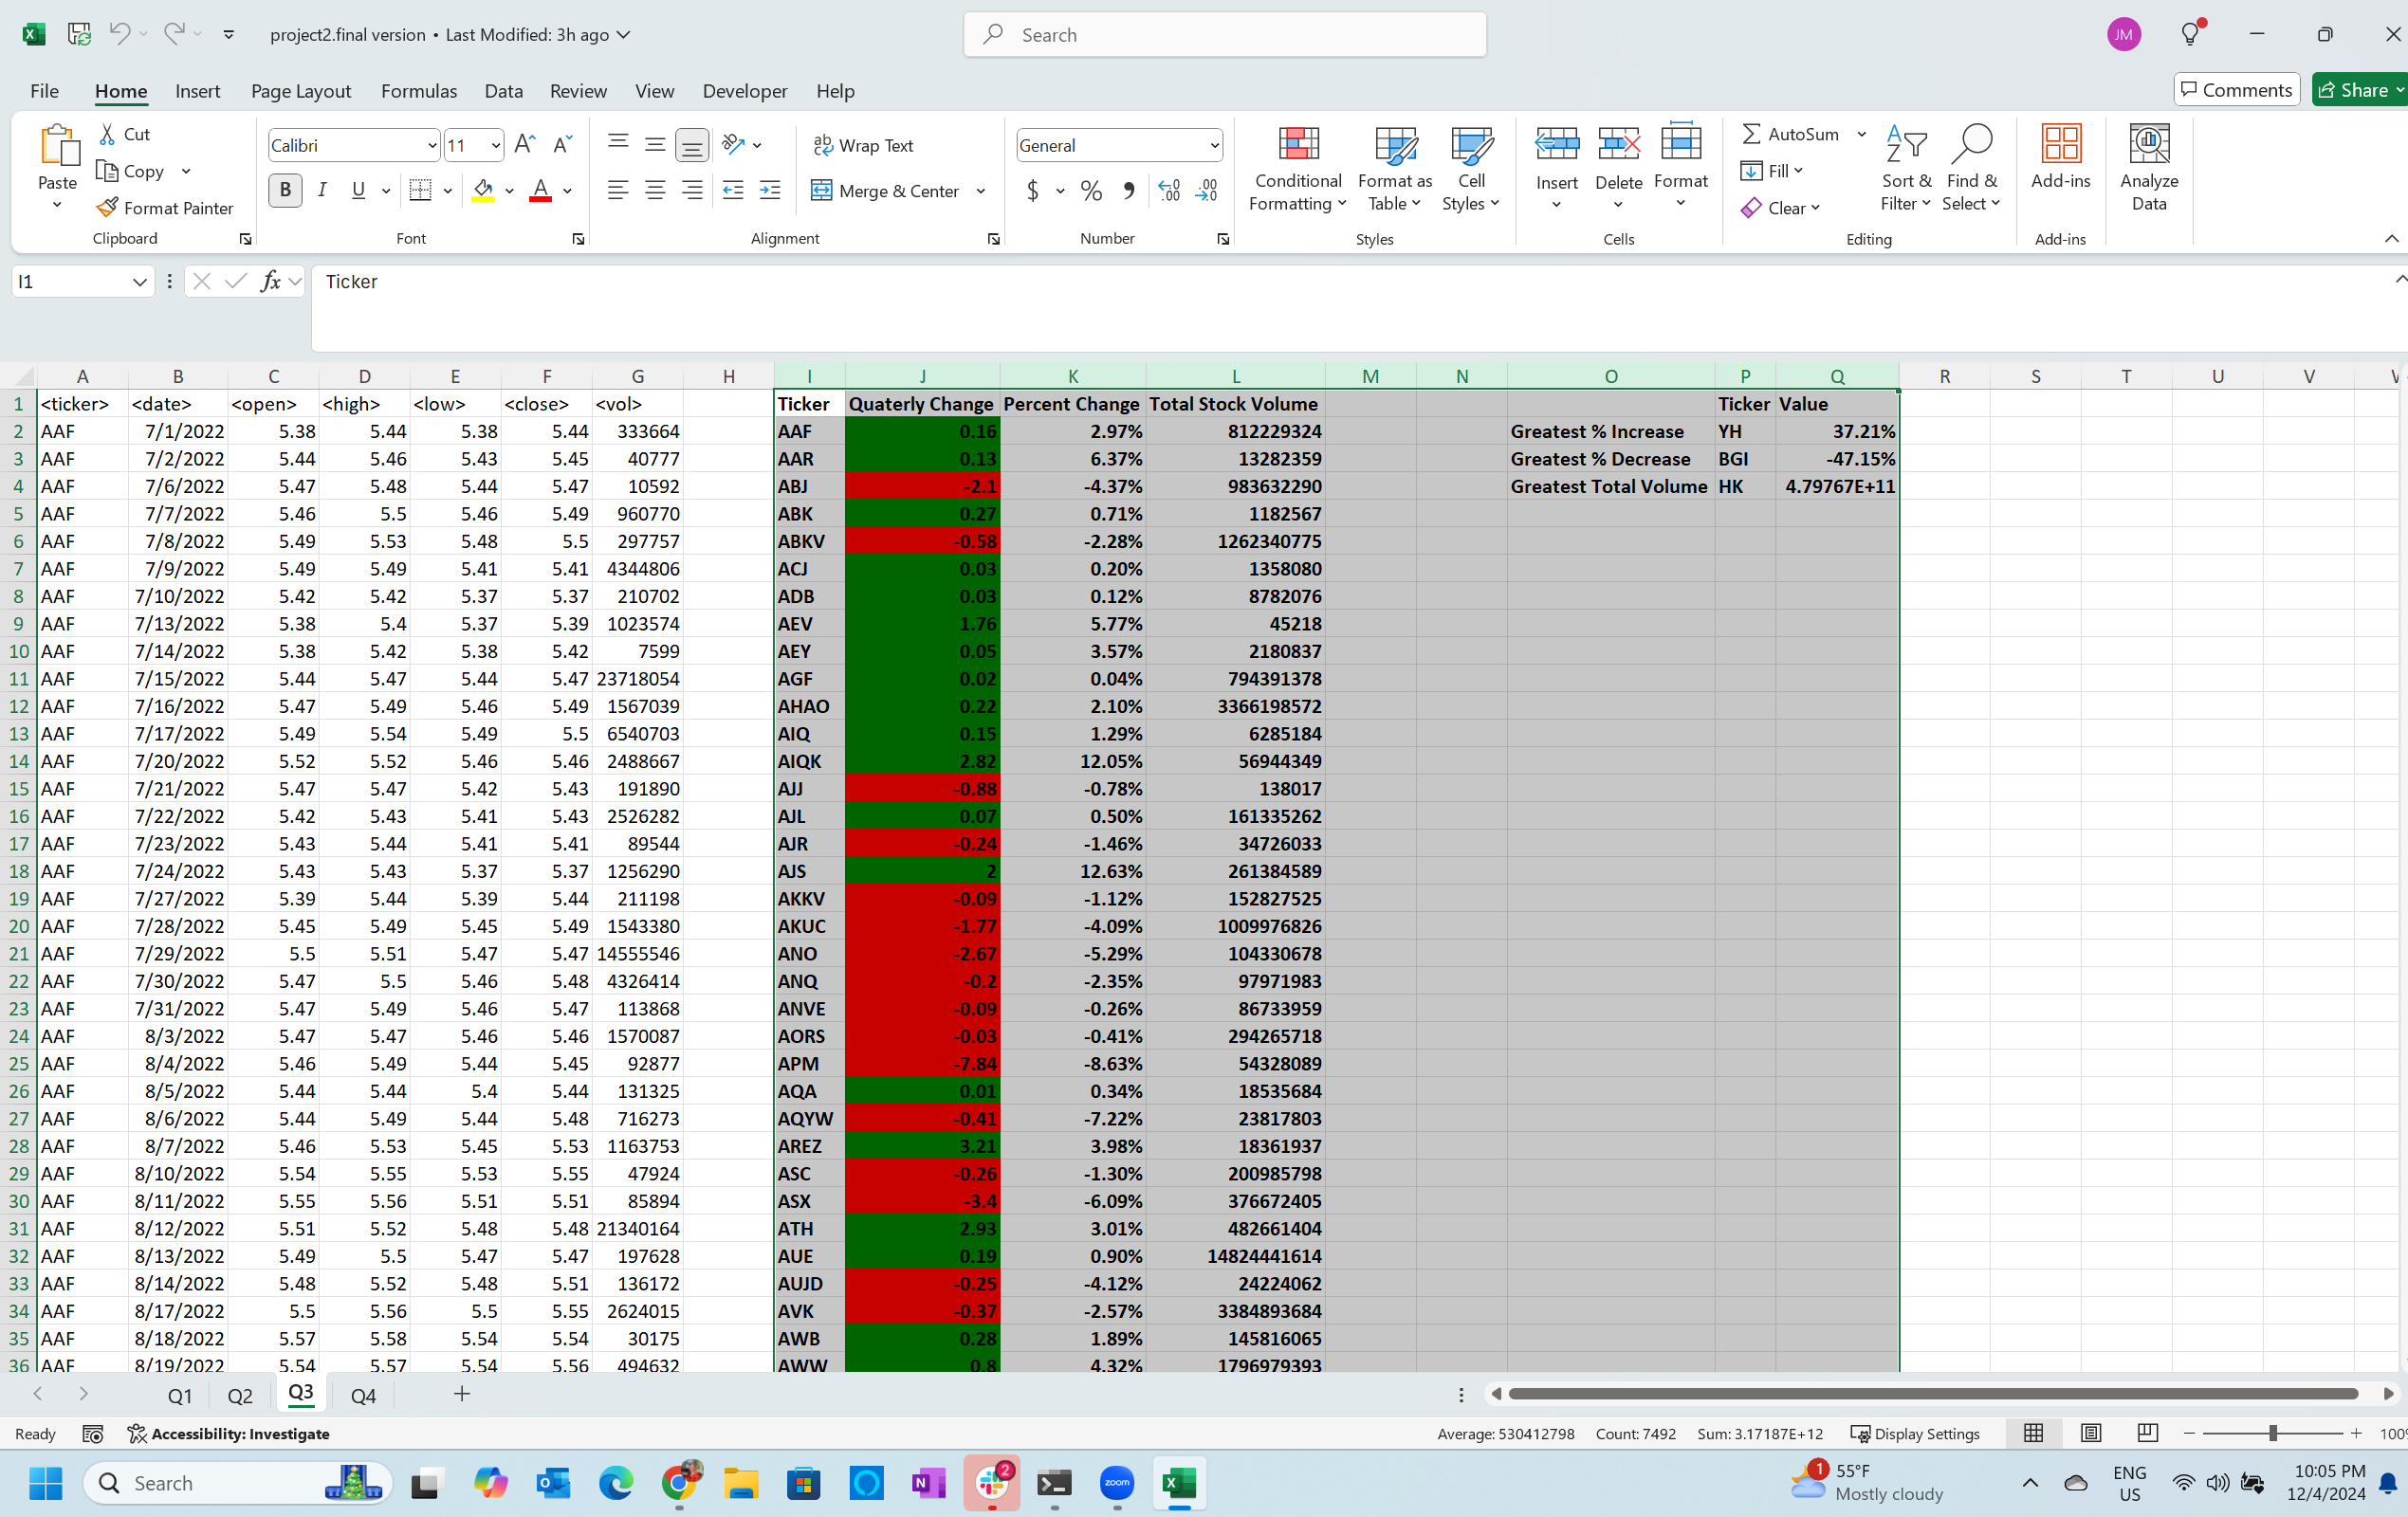 project2.final version • Last Modified: 3h ago
Search
JM
File Home Insert Page Layout Formulas Data Review View Developer Help
Comments Share
Paste
Cut
Copy
Format Painter
Clipboard
Calibri 11
B I U A
Font
Wrap Text
Merge & Center
Alignment
General
$ % , .00 .00
Number
Conditional Formatting
Format as Table
Cell Styles
Styles
Insert Delete Format
Cells
AutoSum
Fill
Clear
Sort & Filter
Find & Select
Editing
Add-ins
Add-ins
Analyze Data
I1 fx Ticker
A B C D E F G H I J K L M N O P Q R S T U V
1 <ticker> <date> <open> <high> <low> <close> <vol> Ticker Quaterly Change Percent Change Total Stock Volume Ticker Value
2 AAF 7/1/2022 5.38 5.44 5.38 5.44 333664 AAF 0.16 2.97% 812229324 Greatest % Increase YH 37.21%
3 AAF 7/2/2022 5.44 5.46 5.43 5.45 40777 AAR 0.13 6.37% 13282359 Greatest % Decrease BGI -47.15%
4 AAF 7/6/2022 5.47 5.48 5.44 5.47 10592 ABJ -2.1 -4.37% 983632290 Greatest Total Volume HK 4.79767E+11
5 AAF 7/7/2022 5.46 5.5 5.46 5.49 960770 ABK 0.27 0.71% 1182567
6 AAF 7/8/2022 5.49 5.53 5.48 5.5 297757 ABKV -0.58 -2.28% 1262340775
7 AAF 7/9/2022 5.49 5.49 5.41 5.41 4344806 ACJ 0.03 0.20% 1358080
8 AAF 7/10/2022 5.42 5.42 5.37 5.37 210702 ADB 0.03 0.12% 8782076
9 AAF 7/13/2022 5.38 5.4 5.37 5.39 1023574 AEV 1.76 5.77% 45218
10 AAF 7/14/2022 5.38 5.42 5.38 5.42 7599 AEY 0.05 3.57% 2180837
11 AAF 7/15/2022 5.44 5.47 5.44 5.47 23718054 AGF 0.02 0.04% 794391378
12 AAF 7/16/2022 5.47 5.49 5.46 5.49 1567039 AHAO 0.22 2.10% 3366198572
13 AAF 7/17/2022 5.49 5.54 5.49 5.5 6540703 AIQ 0.15 1.29% 6285184
14 AAF 7/20/2022 5.52 5.52 5.46 5.46 2488667 AIQK 2.82 12.05% 56944349
15 AAF 7/21/2022 5.47 5.47 5.42 5.43 191890 AJJ -0.88 -0.78% 138017
16 AAF 7/22/2022 5.42 5.43 5.41 5.43 2526282 AJL 0.07 0.50% 161335262
17 AAF 7/23/2022 5.43 5.44 5.41 5.41 89544 AJR -0.24 -1.46% 34726033
18 AAF 7/24/2022 5.43 5.43 5.37 5.37 1256290 AJS 2 12.63% 261384589
19 AAF 7/27/2022 5.39 5.44 5.39 5.44 211198 AKKV -0.09 -1.12% 152827525
20 AAF 7/28/2022 5.45 5.49 5.45 5.49 1543380 AKUC -1.77 -4.09% 1009976826
21 AAF 7/29/2022 5.5 5.51 5.47 5.47 14555546 ANO -2.67 -5.29% 104330678
22 AAF 7/30/2022 5.47 5.5 5.46 5.48 4326414 ANQ -0.2 -2.35% 97971983
23 AAF 7/31/2022 5.47 5.49 5.46 5.47 113868 ANVE -0.09 -0.26% 86733959
24 AAF 8/3/2022 5.47 5.47 5.46 5.46 1570087 AORS -0.03 -0.41% 294265718
25 AAF 8/4/2022 5.46 5.49 5.44 5.45 92877 APM -7.84 -8.63% 54328089
26 AAF 8/5/2022 5.44 5.44 5.4 5.44 131325 AQA 0.01 0.34% 18535684
27 AAF 8/6/2022 5.44 5.49 5.44 5.48 716273 AQYW -0.41 -7.22% 23817803
28 AAF 8/7/2022 5.46 5.53 5.45 5.53 1163753 AREZ 3.21 3.98% 18361937
29 AAF 8/10/2022 5.54 5.55 5.53 5.55 47924 ASC -0.26 -1.30% 200985798
30 AAF 8/11/2022 5.55 5.56 5.51 5.51 85894 ASX -3.4 -6.09% 376672405
31 AAF 8/12/2022 5.51 5.52 5.48 5.48 21340164 ATH 2.93 3.01% 482661404
32 AAF 8/13/2022 5.49 5.5 5.47 5.47 197628 AUE 0.19 0.90% 14824441614
33 AAF 8/14/2022 5.48 5.52 5.48 5.51 136172 AUJD -0.25 -4.12% 24224062
34 AAF 8/17/2022 5.5 5.56 5.5 5.55 2624015 AVK -0.37 -2.57% 3384893684
35 AAF 8/18/2022 5.57 5.58 5.54 5.54 30175 AWB 0.28 1.89% 145816065
36 AAF 8/19/2022 5.54 5.57 5.54 5.56 494632 AWW 0.8 4.32% 1796979393
Q1 Q2 Q3 Q4
Ready Accessibility: Investigate Average: 530412798 Count: 7492 Sum: 3.17187E+12 Display Settings 100%
Search
zoom
2
1
55°F
Mostly cloudy
ENG
US
10:05 PM
12/4/2024